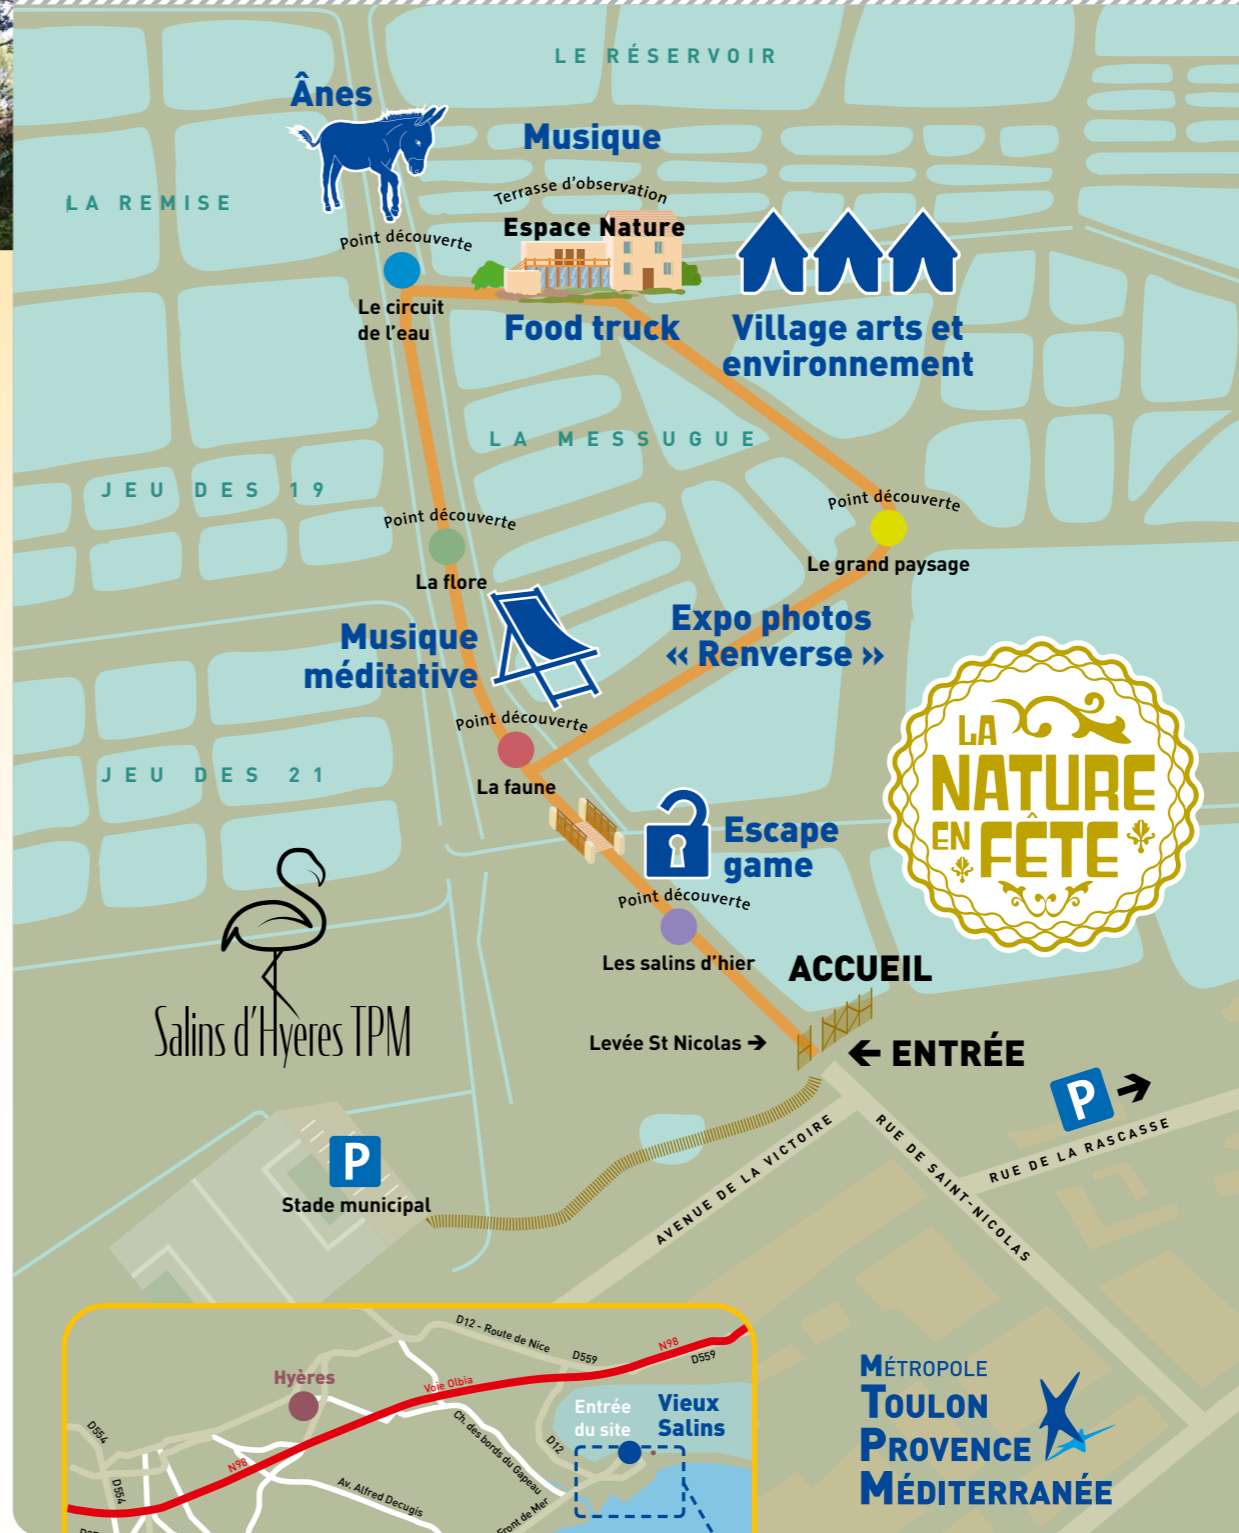 LE RÉSERVOIR
Ânes
Musique
Terrasse d'observation
LA REMISE
Espace Nature
Point découverte
Le circuit
de l'eau
Food truck
Village arts et
environnement
LA MESSUGUE
JEU DES 19
Point découverte
La flore
Point découverte
Le grand paysage
Musique
méditative
Expo photos
« Renverse »
Point découverte
La faune
JEU DES 21
LA
NATURE
EN FÊTE
Escape
game
Point découverte
Les salins d'hier
ACCUEIL
Salins d'Hyères TPM
Levée St Nicolas →
← ENTRÉE
P →
P
Stade municipal
AVENUE DE LA VICTOIRE
RUE DE SAINT-NICOLAS
RUE DE LA RASCASSE
D12 - Route de Nice
D559
N98
D559
Hyères
Voie Olbia
Entrée
du site
Vieux
Salins
D554
N98
D554
Ch. des bords du Gapeau
D12
Av. Alfred Decugis
Front de Mer
MÉTROPOLE
TOULON
PROVENCE
MÉDITERRANÉE